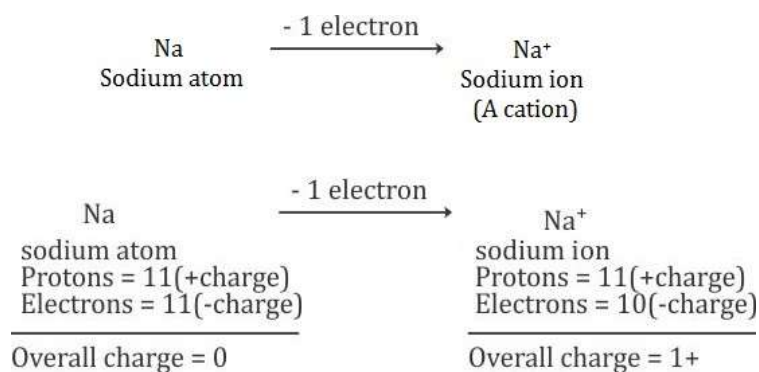 - 1 electron
Na
Na⁺
Sodium atom
Sodium ion
(A cation)
- 1 electron
Na
Na⁺
sodium atom
sodium ion
Protons = 11(+charge)
Protons = 11(+charge)
Electrons = 11(-charge)
Electrons = 10(-charge)
Overall charge = 0
Overall charge = 1+